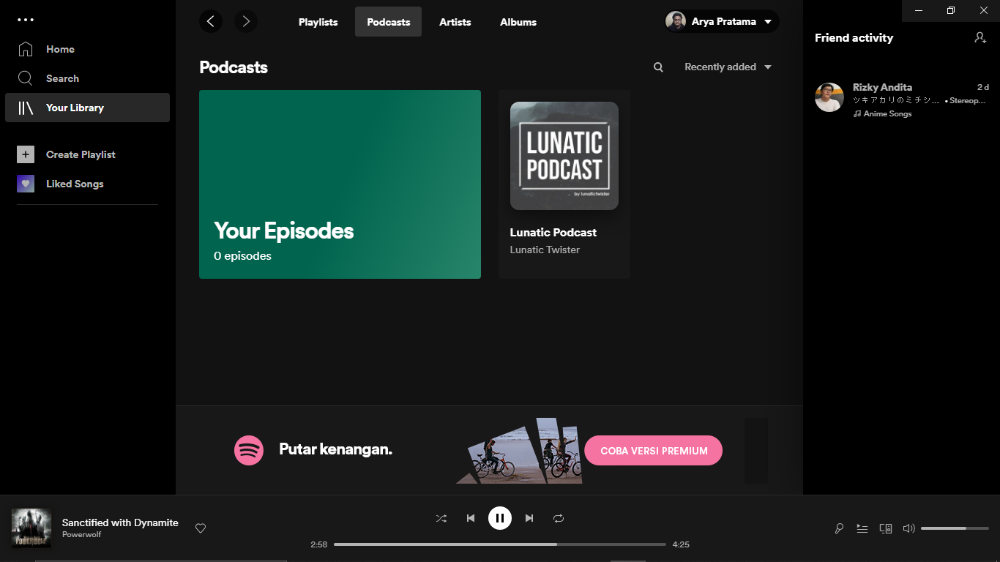 Home
Search
Your Library
Create Playlist
Liked Songs
Playlists Podcasts Artists Albums
Arya Pratama
Podcasts
Recently added
Your Episodes
0 episodes
LUNATIC
PODCAST
by lunatictwister
Lunatic Podcast
Lunatic Twister
Putar kenangan.
COBA VERSI PREMIUM
Friend activity
Rizky Andita 2 d
ツキアカリのミチシ... • Stereop...
Anime Songs
Sanctified with Dynamite
Powerwolf
POWERWOLF
2:58 4:25